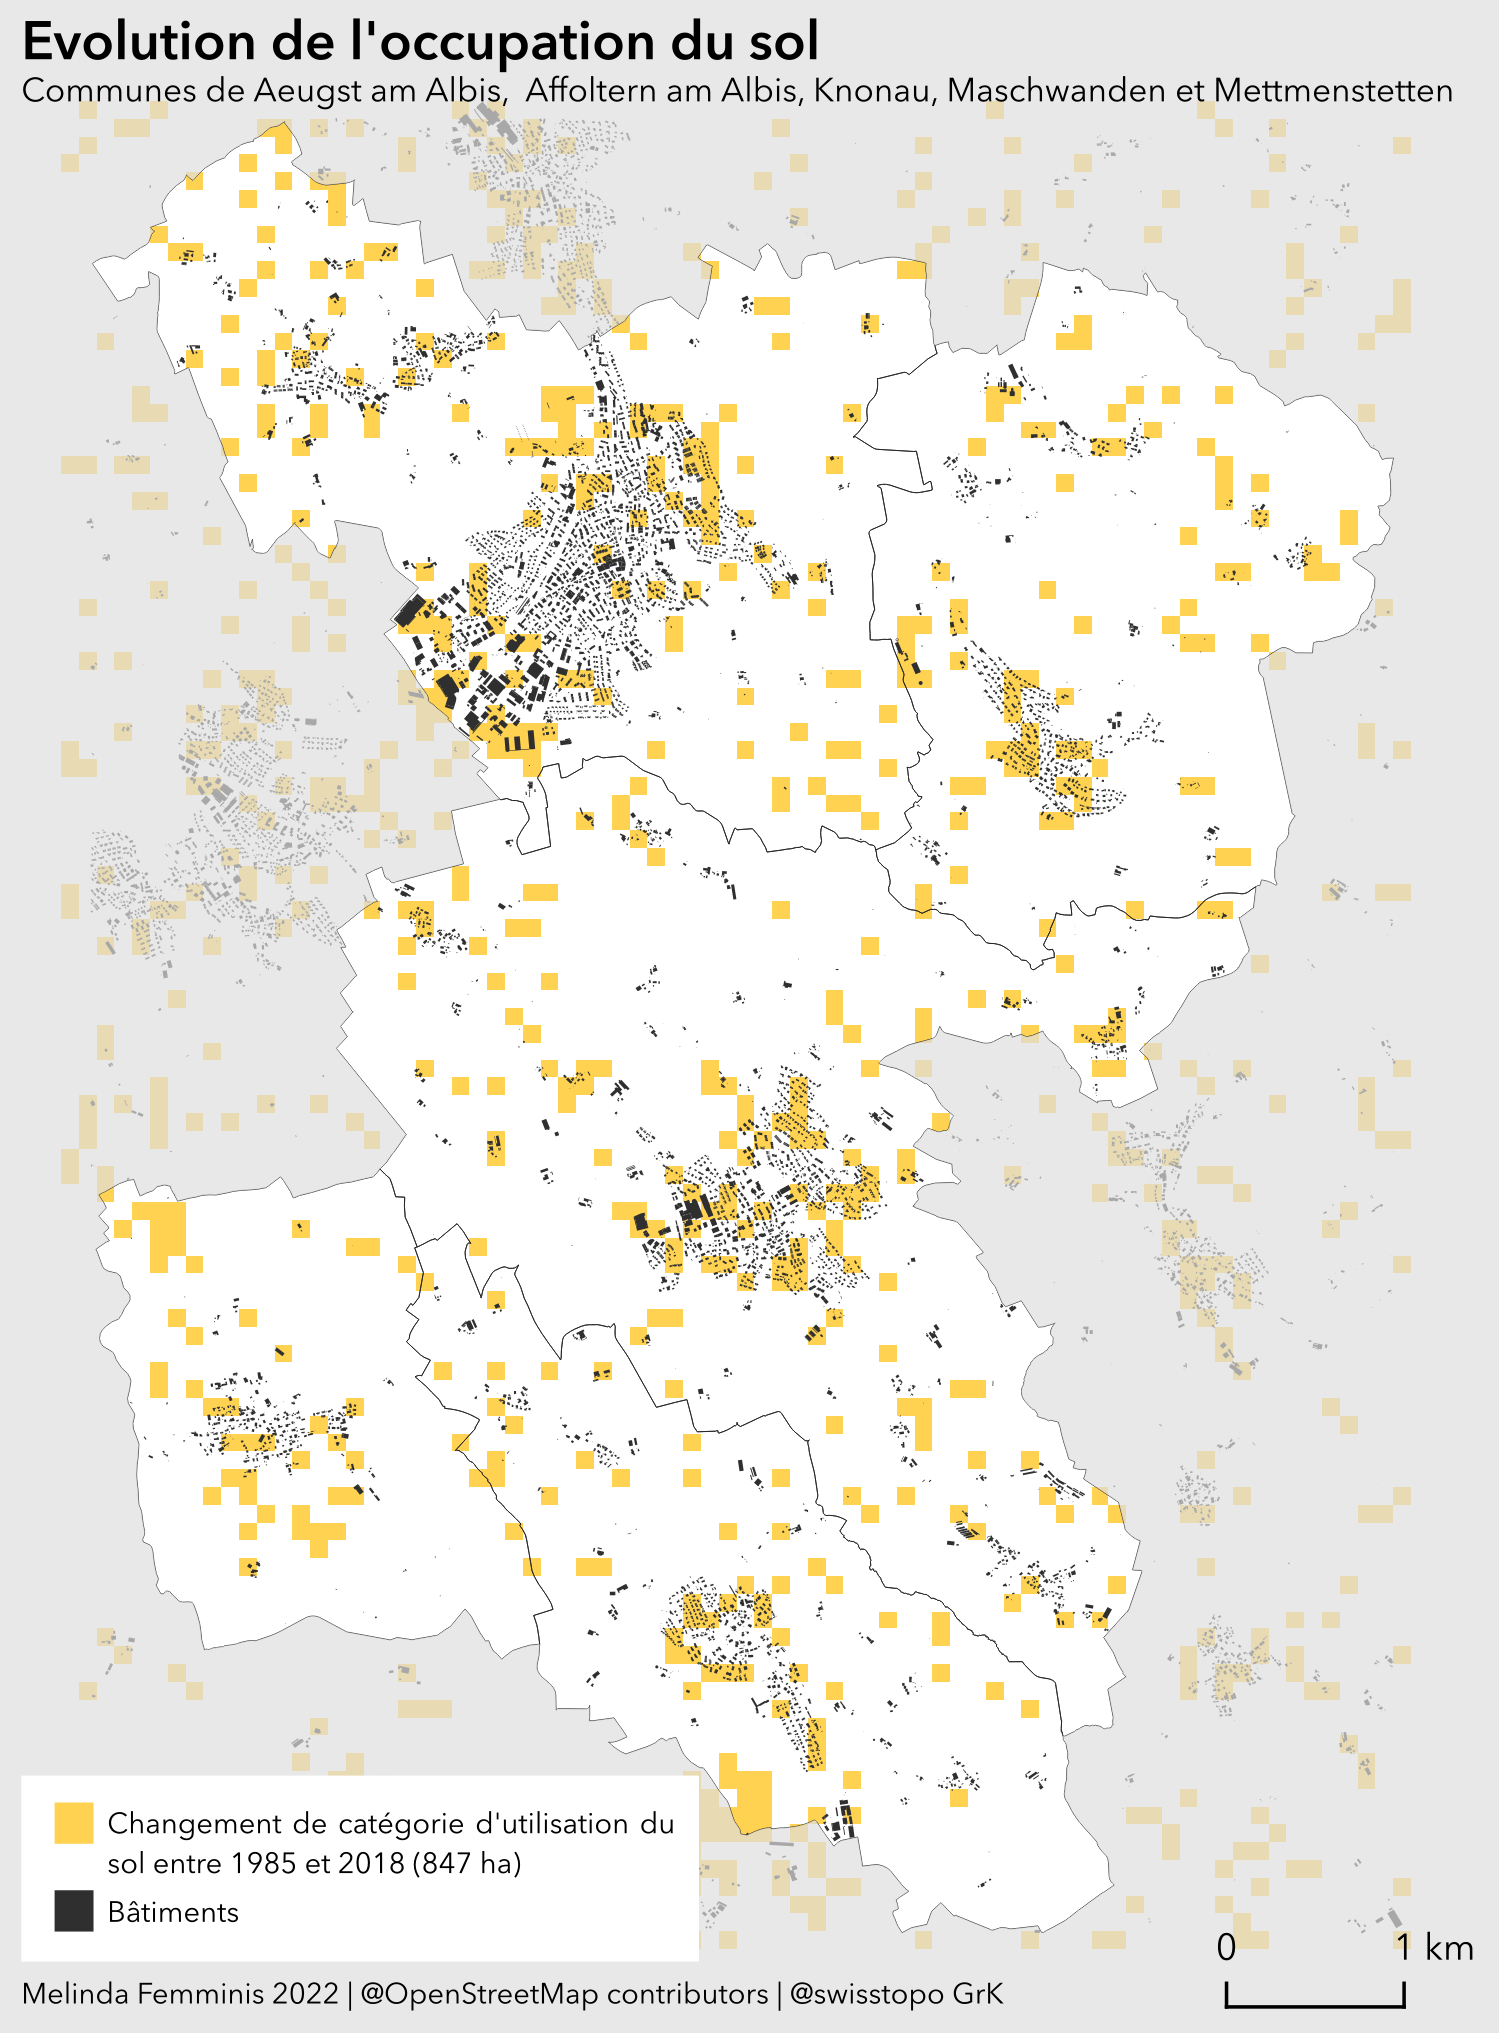 Evolution de l'occupation du sol
Communes de Aeugst am Albis, Affoltern am Albis, Knonau, Maschwanden et Mettmenstetten
Changement de catégorie d'utilisation du
sol entre 1985 et 2018 (847 ha)
Bâtiments
0 1 km
Melinda Femminis 2022 | @OpenStreetMap contributors | @swisstopo GrK